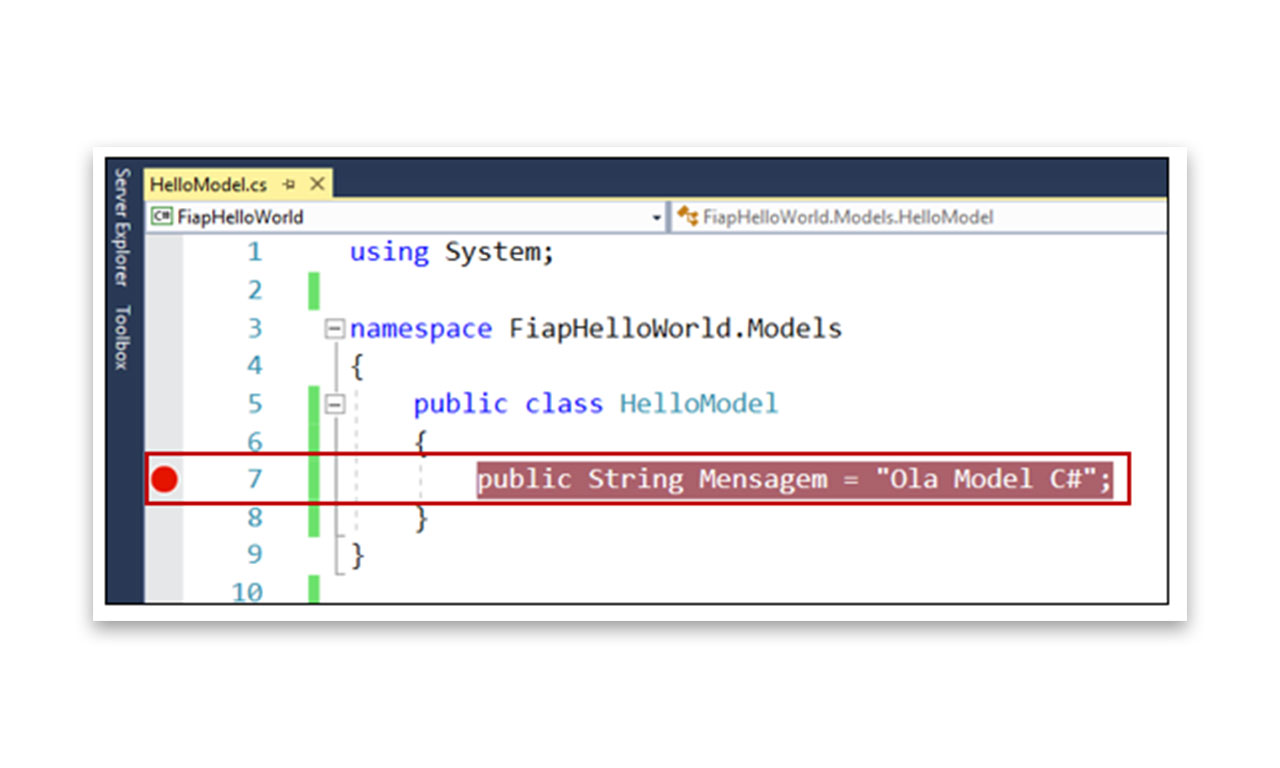 Server Explorer
Toolbox
HelloModel.cs
C# FiapHelloWorld
FiapHelloWorld.Models.HelloModel
1 using System;
2
3 namespace FiapHelloWorld.Models
4 {
5 public class HelloModel
6 {
7 public String Mensagem = "Ola Model C#";
8 }
9 }
10